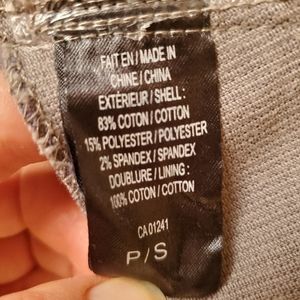 FAIT EN / MADE IN
CHINE / CHINA
EXTÉRIEUR / SHELL :
83% COTON / COTTON
15% POLYESTER / POLYESTER
2% SPANDEX / SPANDEX
DOUBLURE / LINING :
100% COTON / COTTON
CA 01241
P / S